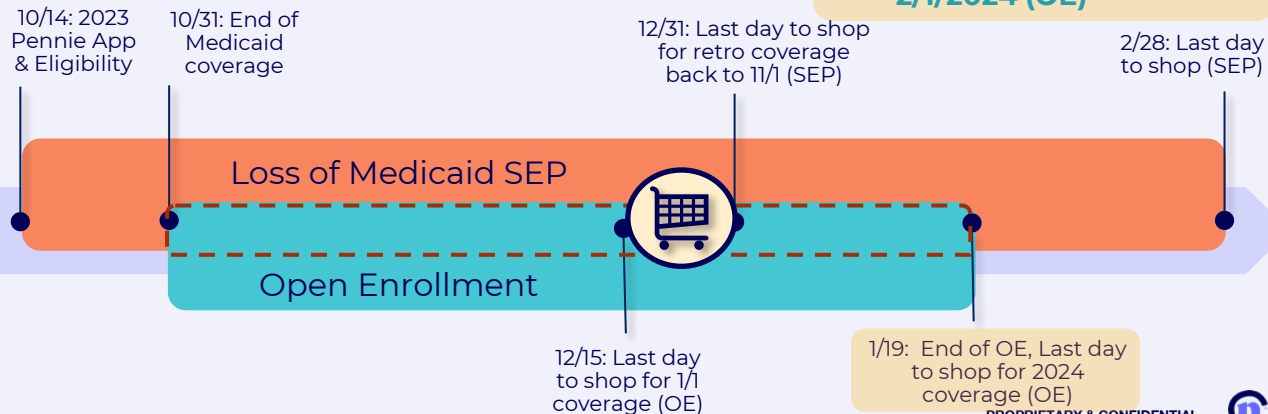 2/1/2024 (OE)
10/14: 2023
Pennie App
& Eligibility
10/31: End of
Medicaid
coverage
12/31: Last day to shop
for retro coverage
back to 11/1 (SEP)
2/28: Last day
to shop (SEP)
Loss of Medicaid SEP
Open Enrollment
12/15: Last day
to shop for 1/1
coverage (OE)
1/19:  End of OE, Last day
to shop for 2024
coverage (OE)
PROPRIETARY & CONFIDENTIAL
n